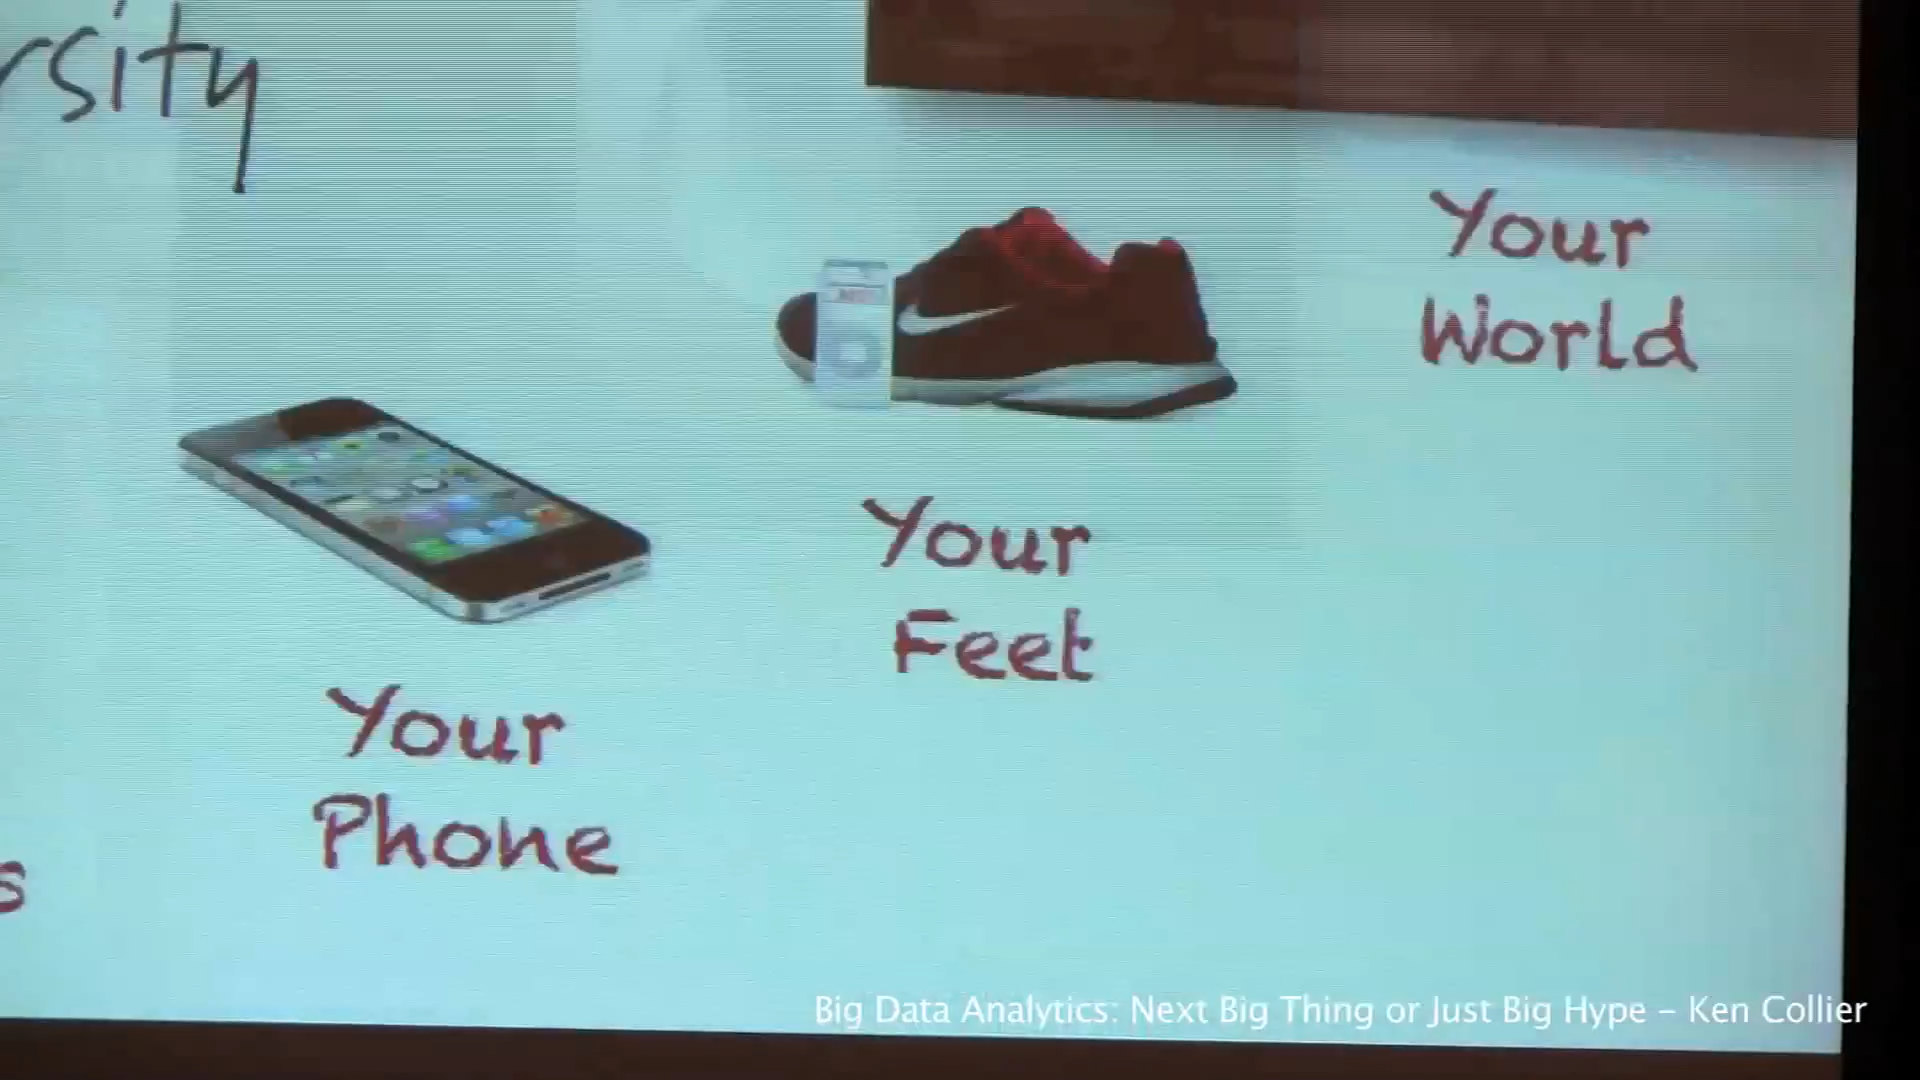 rsity
Your
World
Your
Feet
Your
Phone
s
Big Data Analytics: Next Big Thing or Just Big Hype – Ken Collier